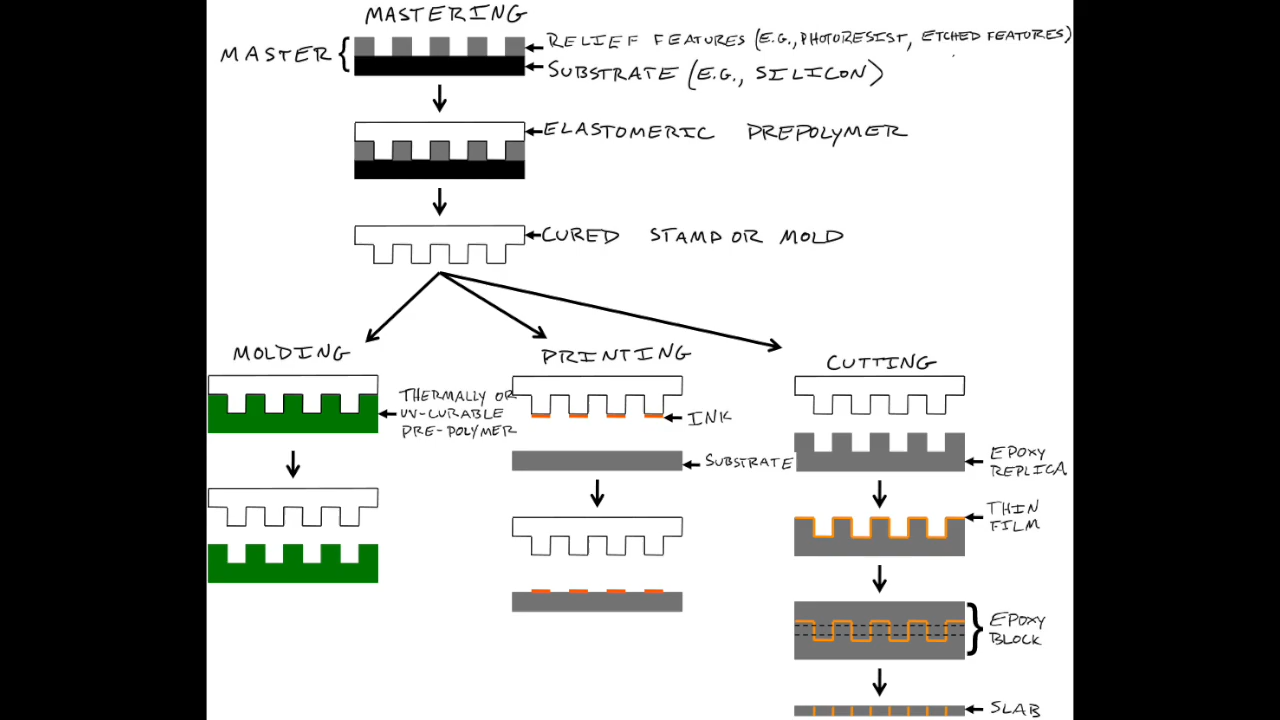 MASTERING
MASTER
RELIEF FEATURES (E.G., PHOTORESIST, ETCHED FEATURES)
SUBSTRATE (E.G., SILICON)
ELASTOMERIC PREPOLYMER
CURED STAMP OR MOLD
MOLDING
THERMALLY OR
UV-CURABLE
PRE-POLYMER
PRINTING
INK
SUBSTRATE
CUTTING
EPOXY
REPLICA
THIN
FILM
EPOXY
BLOCK
SLAB